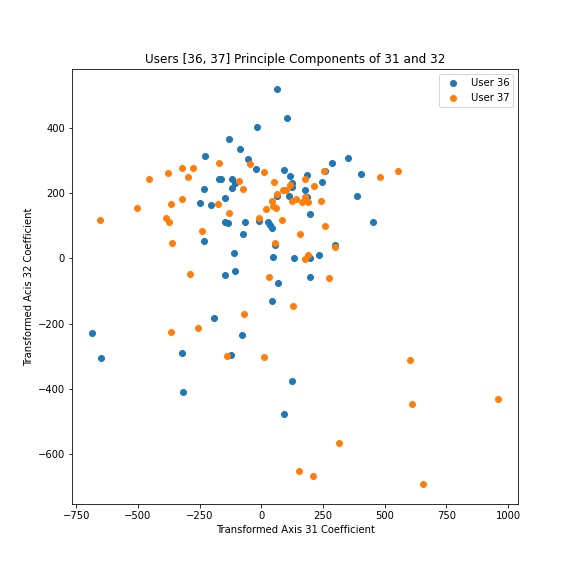 Users [36, 37] Principle Components of 31 and 32
User 36
User 37
400
200
0
−200
−400
−600
Transformed Acis 32 Coefficient
−750
−500
−250
0
250
500
750
1000
Transformed Axis 31 Coefficient